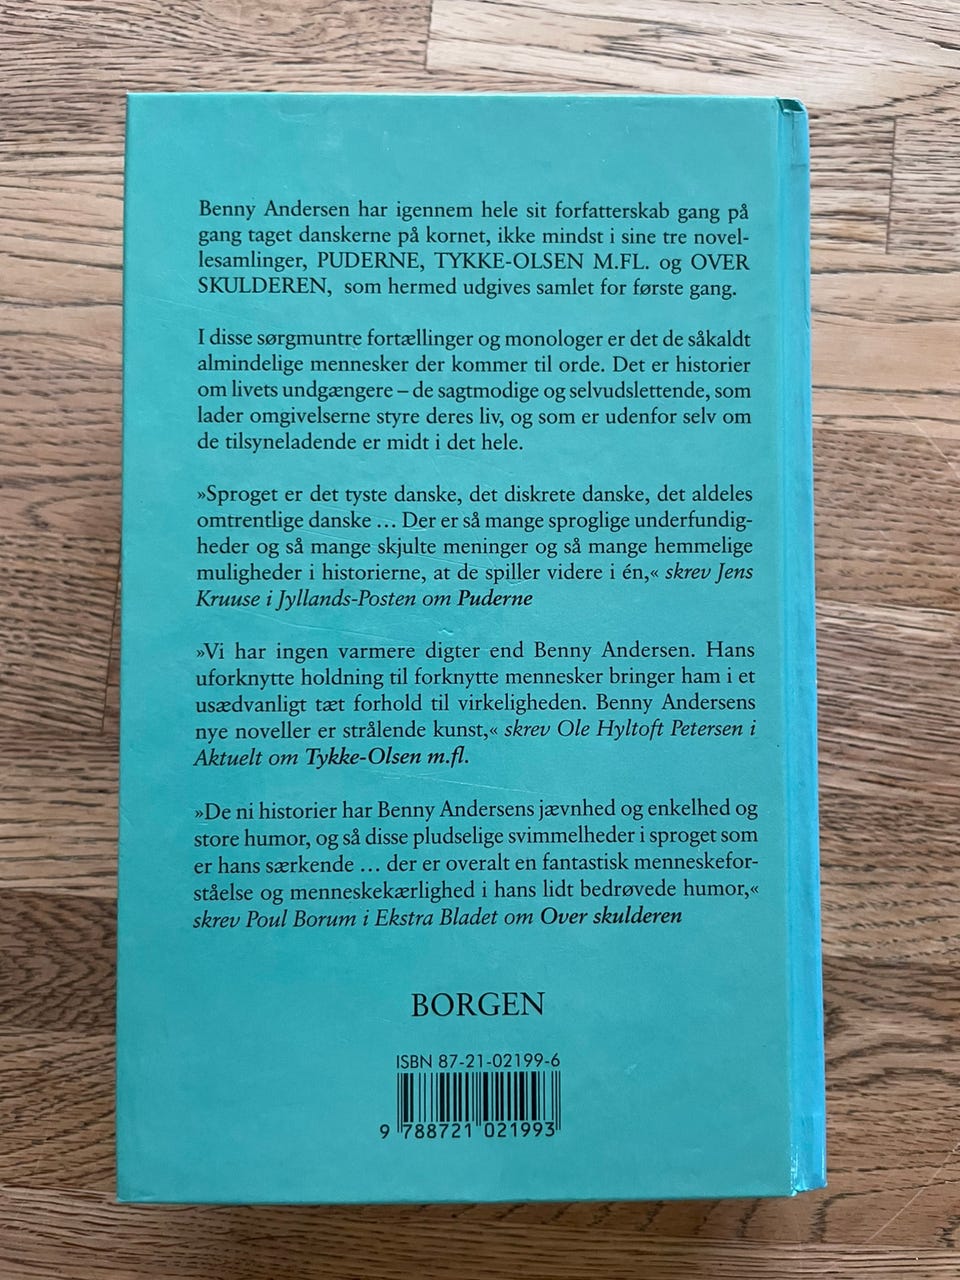 Benny Andersen har igennem hele sit forfatterskab gang på
gang taget danskerne på kornet, ikke mindst i sine tre novel-
lesamlinger, PUDERNE, TYKKE-OLSEN M.FL. og OVER
SKULDEREN, som hermed udgives samlet for første gang.
I disse sørgmuntre fortællinger og monologer er det de såkaldt
almindelige mennesker der kommer til orde. Det er historier
om livets undgængere – de sagtmodige og selvudslettende, som
lader omgivelserne styre deres liv, og som er udenfor selv om
de tilsyneladende er midt i det hele.
»Sproget er det tyste danske, det diskrete danske, det aldeles
omtrentlige danske … Der er så mange sproglige underfundig-
heder og så mange skjulte meninger og så mange hemmelige
muligheder i historierne, at de spiller videre i én,« skrev Jens
Kruuse i Jyllands-Posten om Puderne
»Vi har ingen varmere digter end Benny Andersen. Hans
uforknytte holdning til forknytte mennesker bringer ham i et
usædvanligt tæt forhold til virkeligheden. Benny Andersens
nye noveller er strålende kunst,« skrev Ole Hyltoft Petersen i
Aktuelt om Tykke-Olsen m.fl.
»De ni historier har Benny Andersens jævnhed og enkelhed og
store humor, og så disse pludselige svimmelheder i sproget som
er hans særkende … der er overalt en fantastisk menneskefor-
ståelse og menneskekærlighed i hans lidt bedrøvede humor,«
skrev Poul Borum i Ekstra Bladet om Over skulderen
BORGEN
ISBN 87-21-02199-6
9 788721 021993